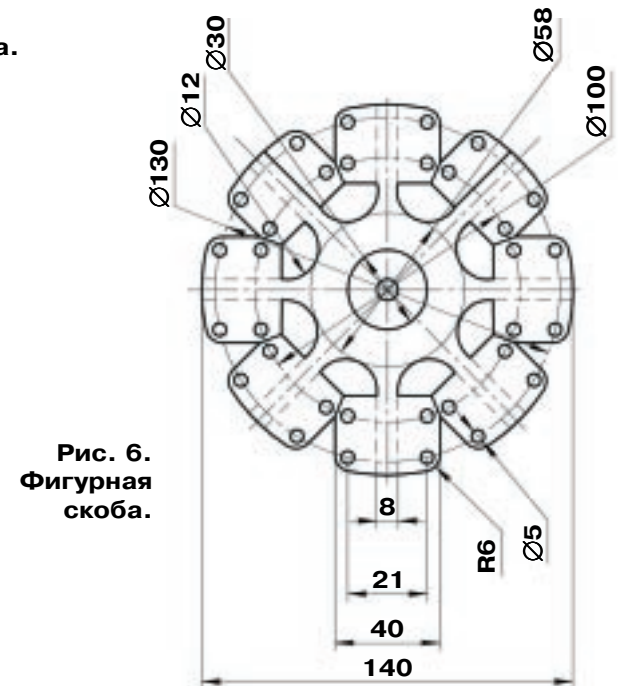 а.
Ø30
Ø58
Ø12
Ø100
Ø130
Рис. 6.
Фигурная
скоба.
8
R6
Ø5
21
40
140